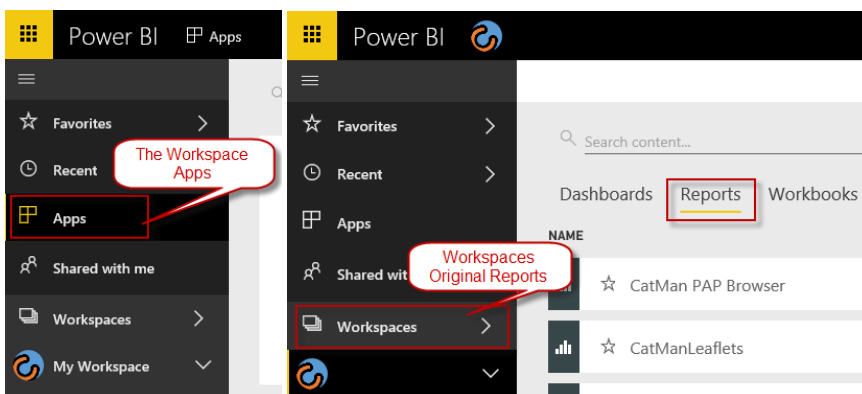 Power BI
Apps
Favorites
Recent
The Workspace
Apps
Apps
Shared with me
Workspaces
My Workspace
Power BI
Favorites
Recent
Apps
Shared wit
Workspaces
Original Reports
Workspaces
Search content...
Dashboards Reports Workbooks
NAME
CatMan PAP Browser
CatManLeaflets